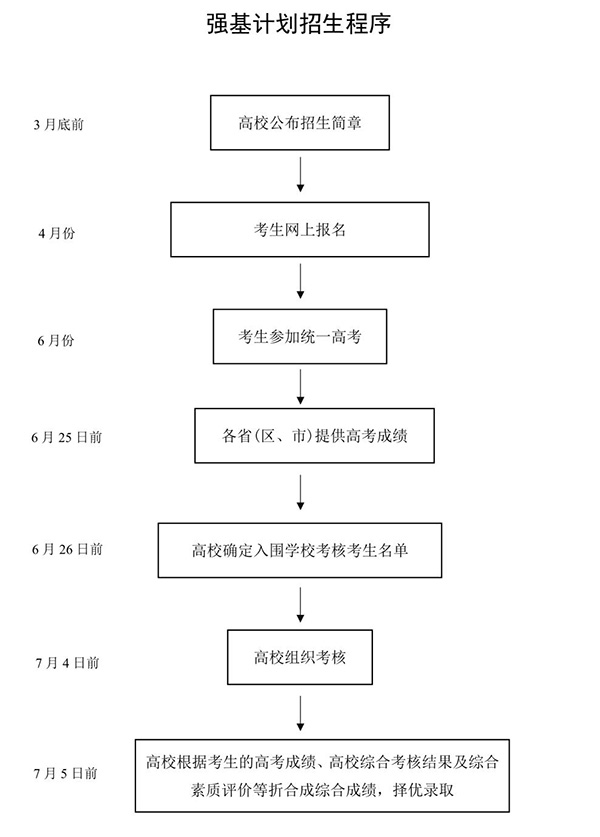 强基计划招生程序
3月底前
高校公布招生简章
4月份
考生网上报名
6月份
考生参加统一高考
6月25日前
各省(区、市)提供高考成绩
6月26日前
高校确定入围学校考核考生名单
7月4日前
高校组织考核
7月5日前
高校根据考生的高考成绩、高校综合考核结果及综合
素质评价等折合成综合成绩，择优录取